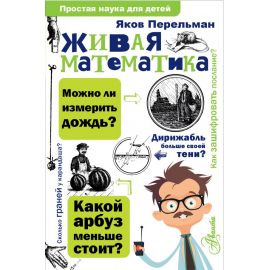 Простая наука для детей
Яков Перельман
ЖИВАЯ
МАТЕМАТИКА
Можно ли
измерить
дождь?
Дирижабль
больше своей
тени?
Как зашифровать послание?
Сколько граней у карандаша?
Какой
арбуз
меньше
стоит?
Аванта